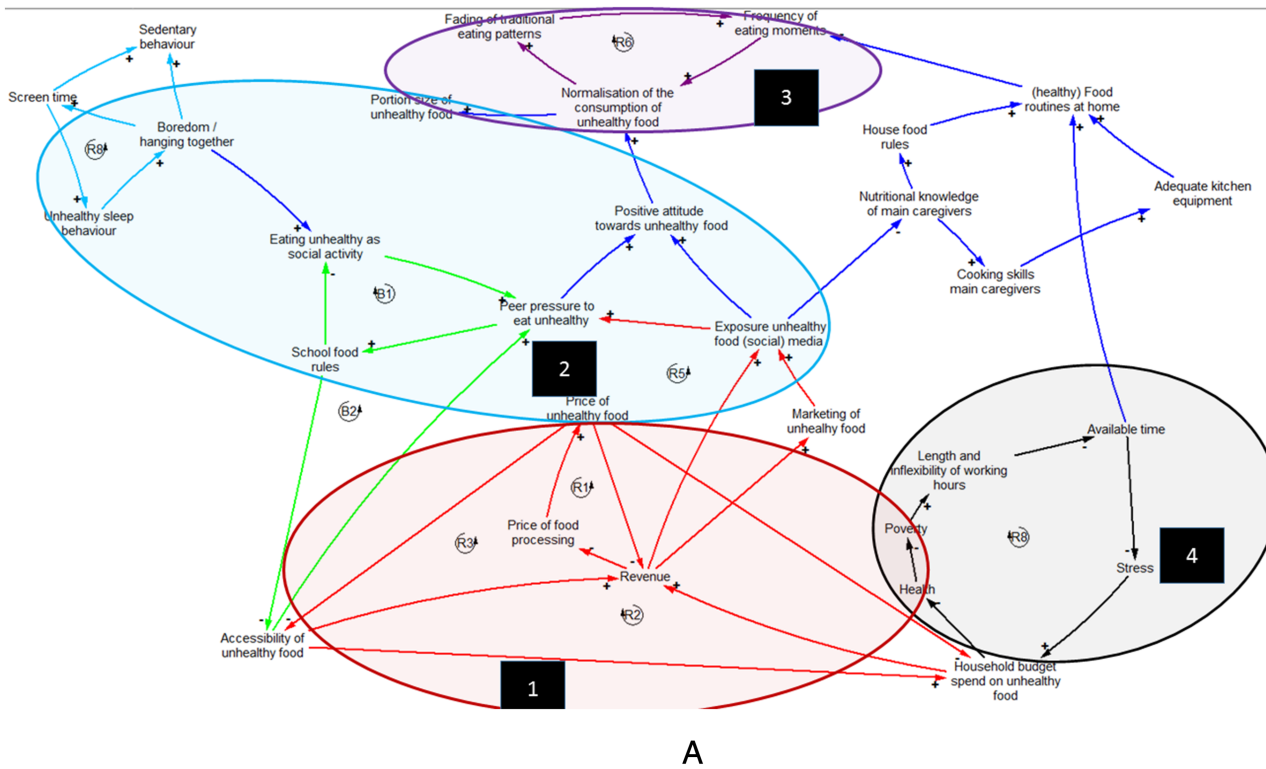 Fading of traditional
eating patterns
Frequency of
eating moments
R6
Sedentary
behaviour
Screen time
Boredom /
hanging together
R8
Unhealthy sleep
behaviour
Portion size of
unhealthy food
Normalisation of the
consumption of
unhealthy food
3
(healthy) Food
routines at home
House food
rules
Nutritional knowledge
of main caregivers
Adequate kitchen
equipment
Cooking skills
main caregivers
Positive attitude
towards unhealthy food
Eating unhealthy as
social activity
B1
Peer pressure to
eat unhealthy
Exposure unhealthy
food (social) media
School food
rules
2
R5
B2
Price of
unhealthy food
Marketing of
unhealhy food
Available time
Length and
inflexibility of working
hours
R1
Price of food
processing
R3
Poverty
R8
4
Stress
Revenue
Health
R2
Accessibility of
unhealthy food
1
Household budget
spend on unhealthy
food
A